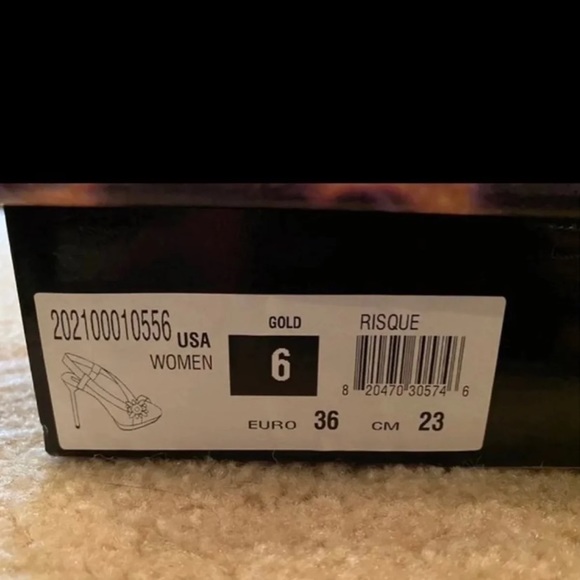 202100010556 USA
WOMEN
GOLD
6
RISQUE
8 20470 30574 6
EURO 36 CM 23